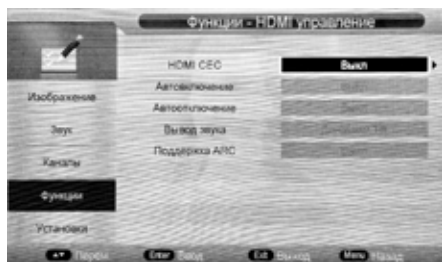 Функции - HDMI управление
HDMI CEC Выкл
Автовключение
Автоотключение
Вывод звука
Поддержка ARC
Изображение
Звук
Каналы
Функции
Установки
Перем. Enter Ввод Exit Выход Menu Назад